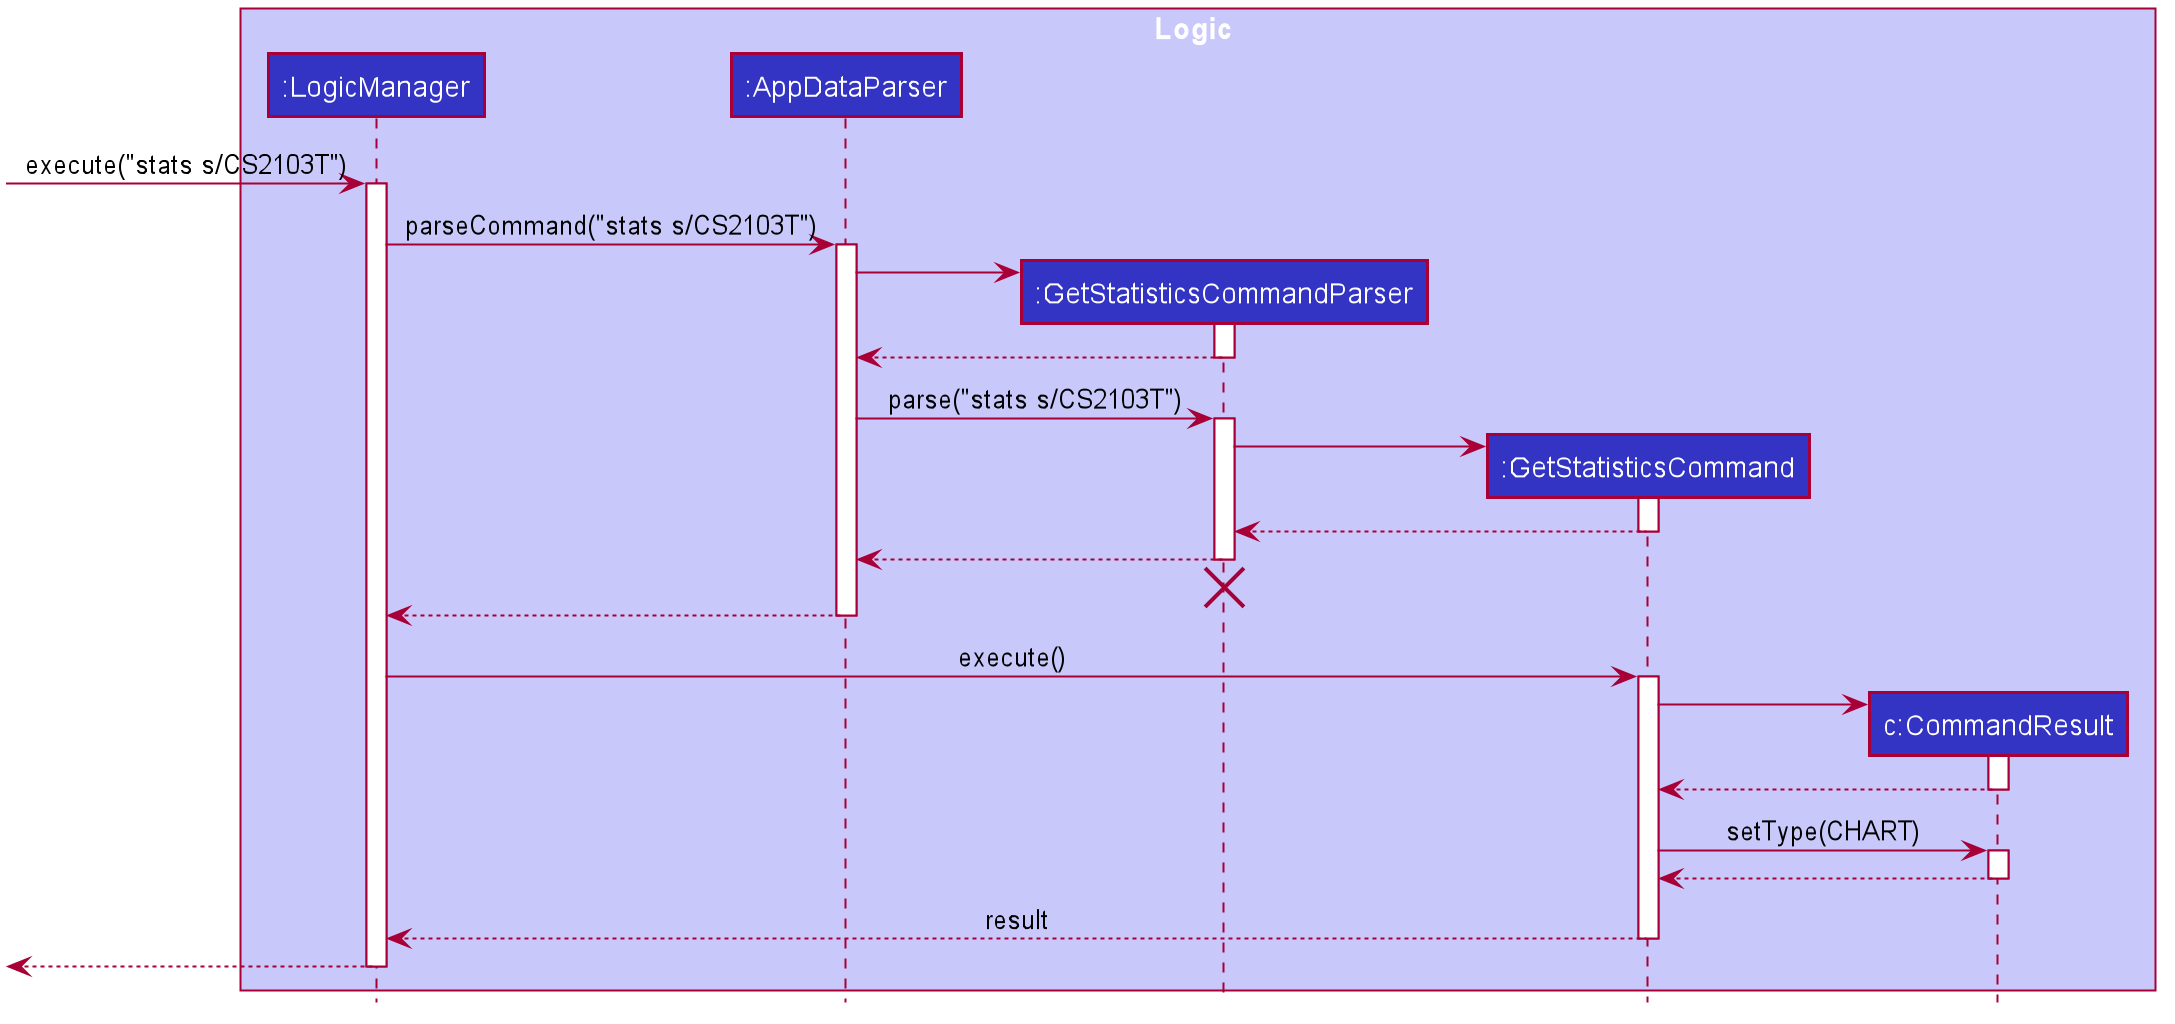 Logic
:LogicManager
:AppDataParser
execute("stats s/CS2103T")
parseCommand("stats s/CS2103T")
:GetStatisticsCommandParser
parse("stats s/CS2103T")
:GetStatisticsCommand
execute()
c:CommandResult
setType(CHART)
result